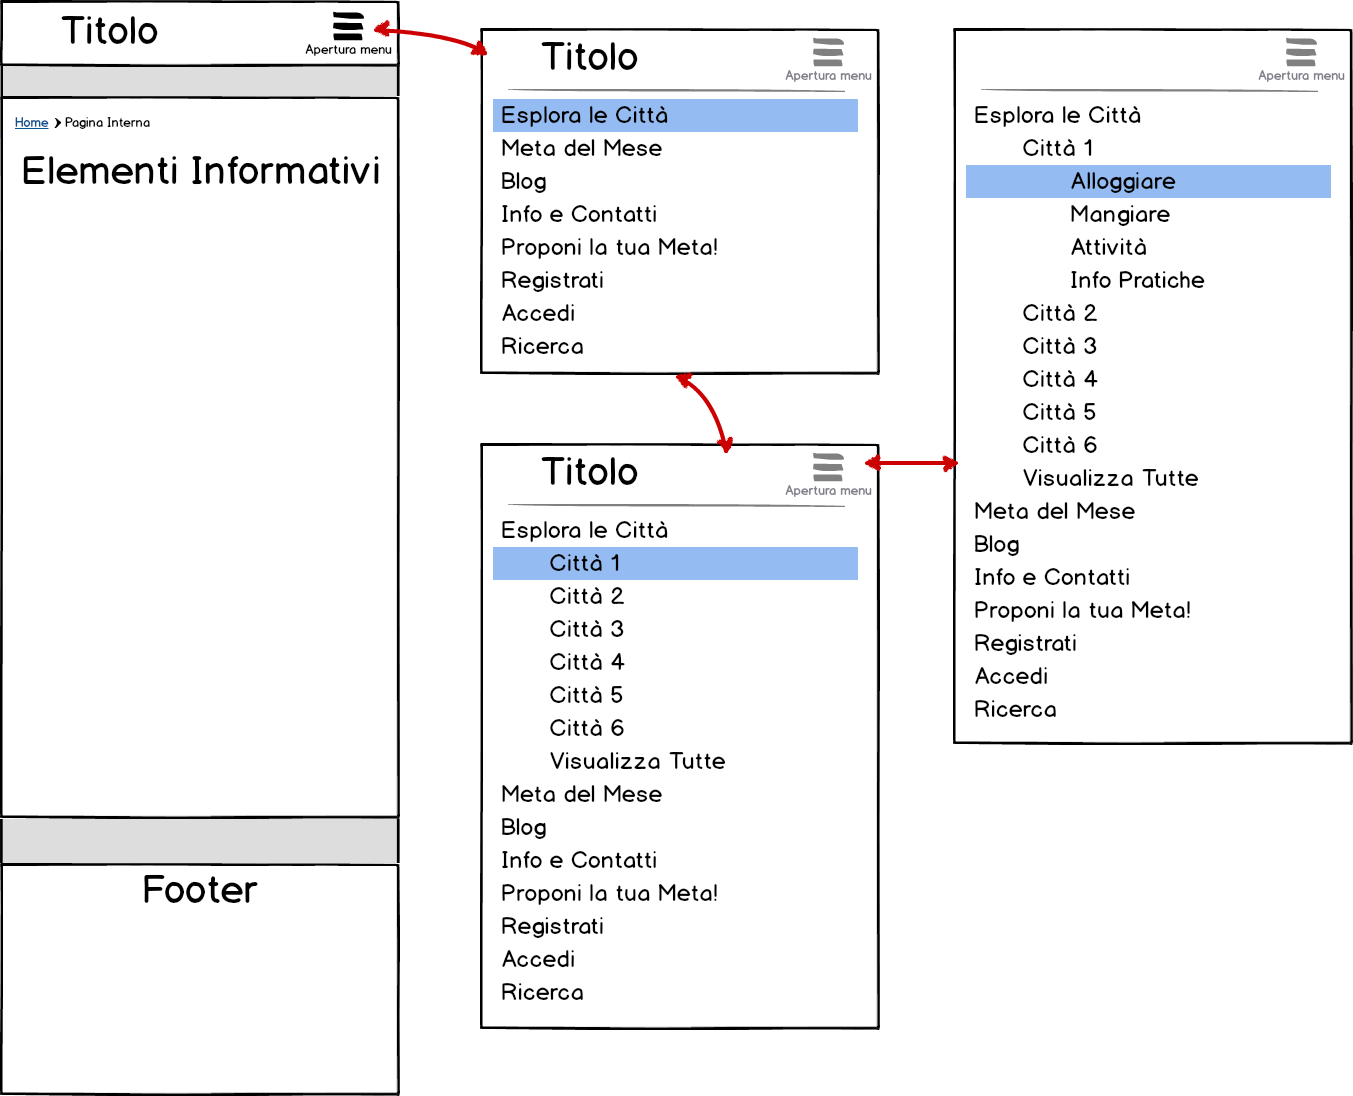 Titolo
Apertura menu
Home > Pagina Interna
Elementi Informativi
Footer
Titolo
Apertura menu
Esplora le Città
Meta del Mese
Blog
Info e Contatti
Proponi la tua Meta!
Registrati
Accedi
Ricerca
Titolo
Apertura menu
Esplora le Città
Città 1
Città 2
Città 3
Città 4
Città 5
Città 6
Visualizza Tutte
Meta del Mese
Blog
Info e Contatti
Proponi la tua Meta!
Registrati
Accedi
Ricerca
Apertura menu
Esplora le Città
Città 1
Alloggiare
Mangiare
Attività
Info Pratiche
Città 2
Città 3
Città 4
Città 5
Città 6
Visualizza Tutte
Meta del Mese
Blog
Info e Contatti
Proponi la tua Meta!
Registrati
Accedi
Ricerca